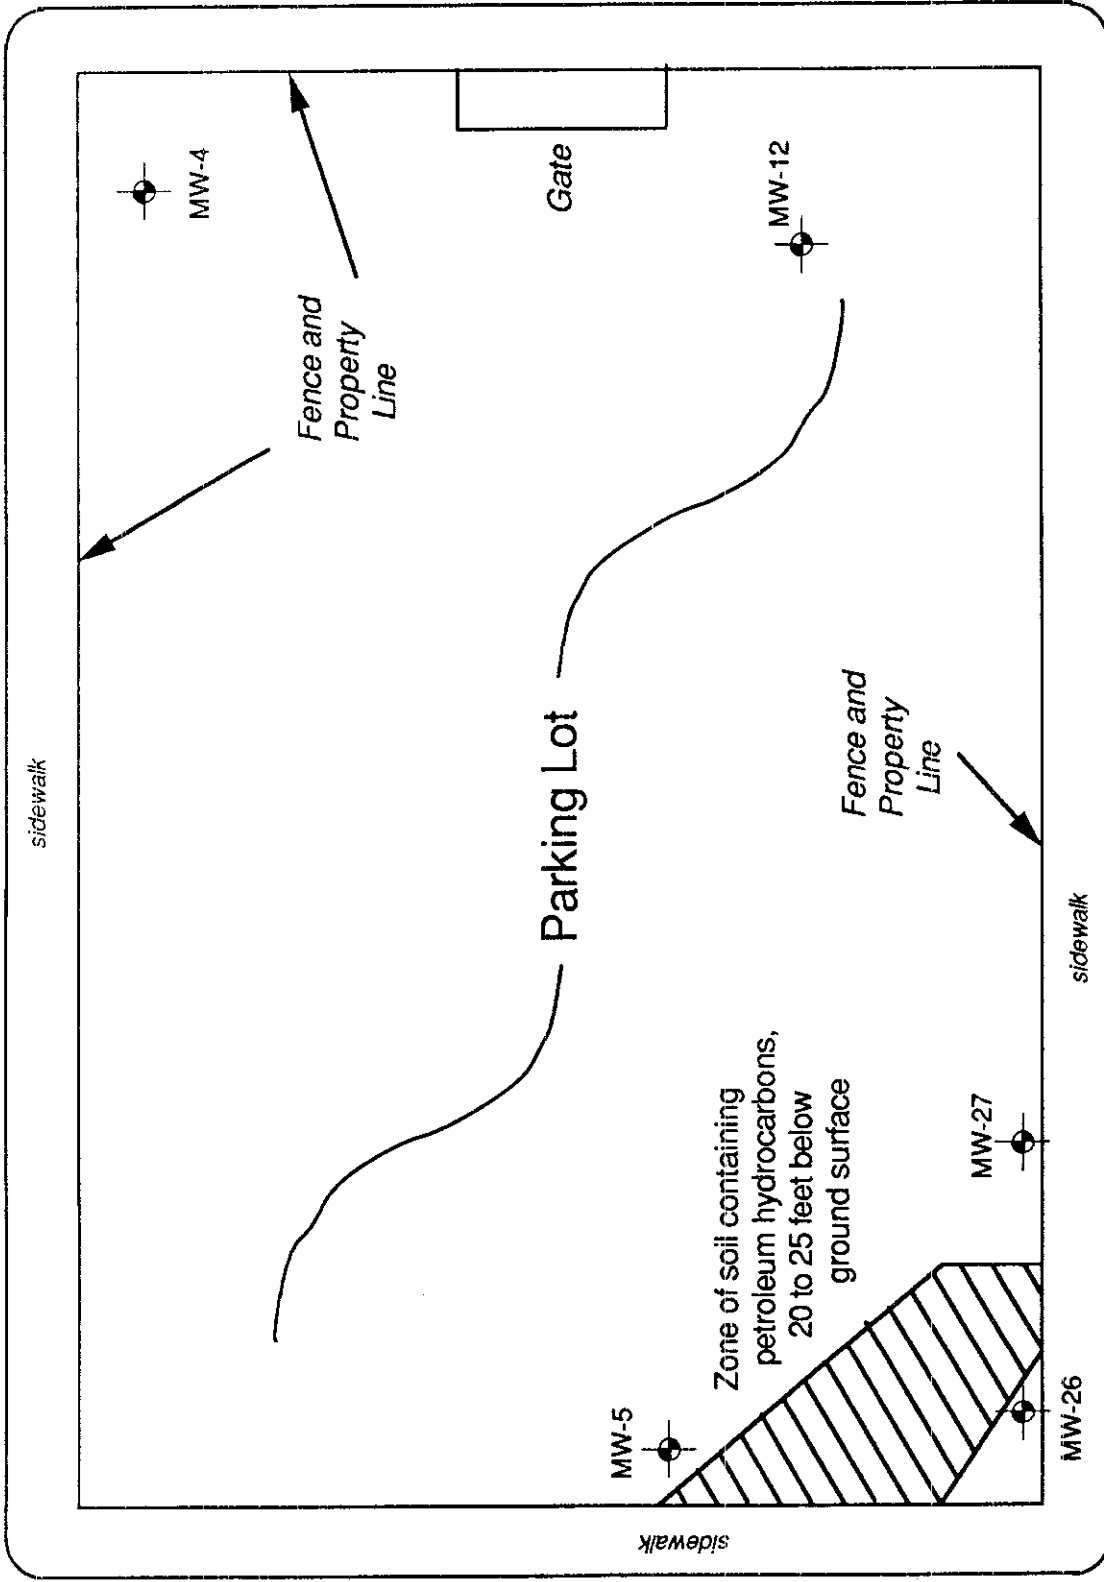 sidewalk
MW-4
Fence and
Property
Line
Gate
MW-12
Parking Lot
Fence and
Property
Line
sidewalk
Zone of soil containing
petroleum hydrocarbons,
20 to 25 feet below
ground surface
MW-27
MW-5
MW-26
sidewalk